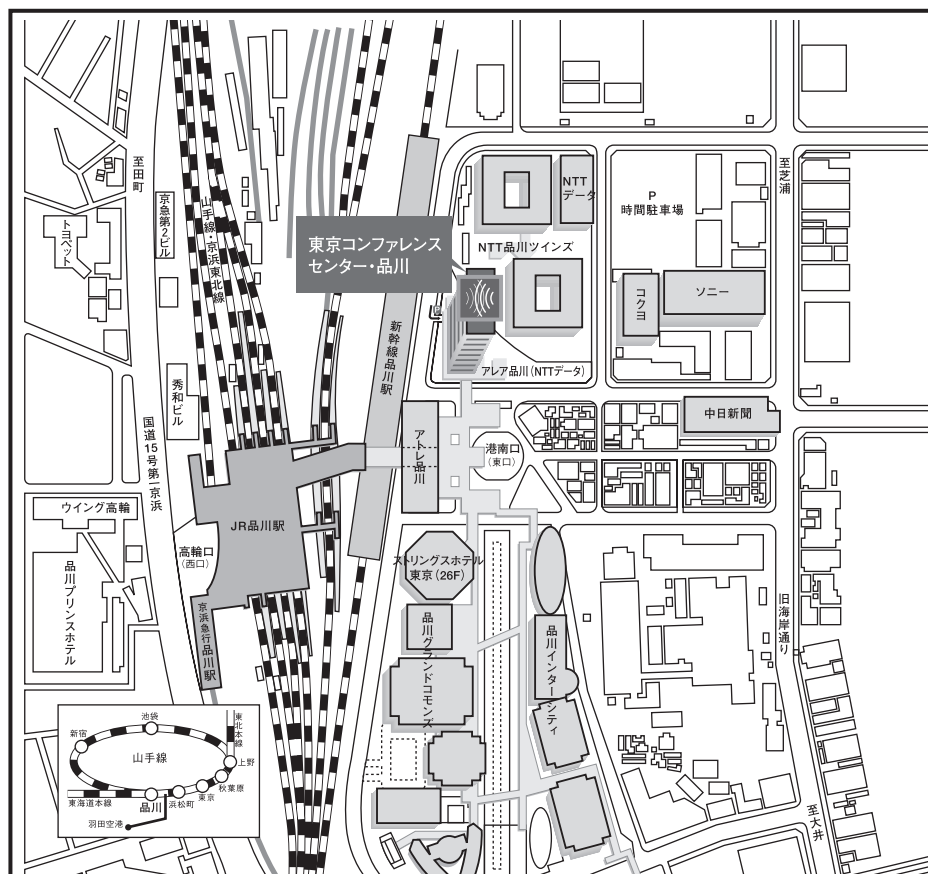 至田町
京急第2ビル
トヨペット
山手線・京浜東北線
東京コンファレンス
センター・品川
NTT
データ
NTT品川ツインズ
P
時間駐車場
至芝浦
コクヨ
ソニー
新幹線品川駅
アレア品川(NTTデータ)
秀和ビル
国道15号第一京浜
アトレ品川
港南口
(東口)
中日新聞
ウイング高輪
JR品川駅
高輪口
(西口)
品川プリンスホテル
京浜急行品川駅
ストリングスホテル
東京(26F)
品川グランドコモンズ
品川インターシティ
旧海岸通り
至大井
池袋
東北本線
新宿
山手線
上野
秋葉原
東京
浜松町
品川
東海道本線
羽田空港